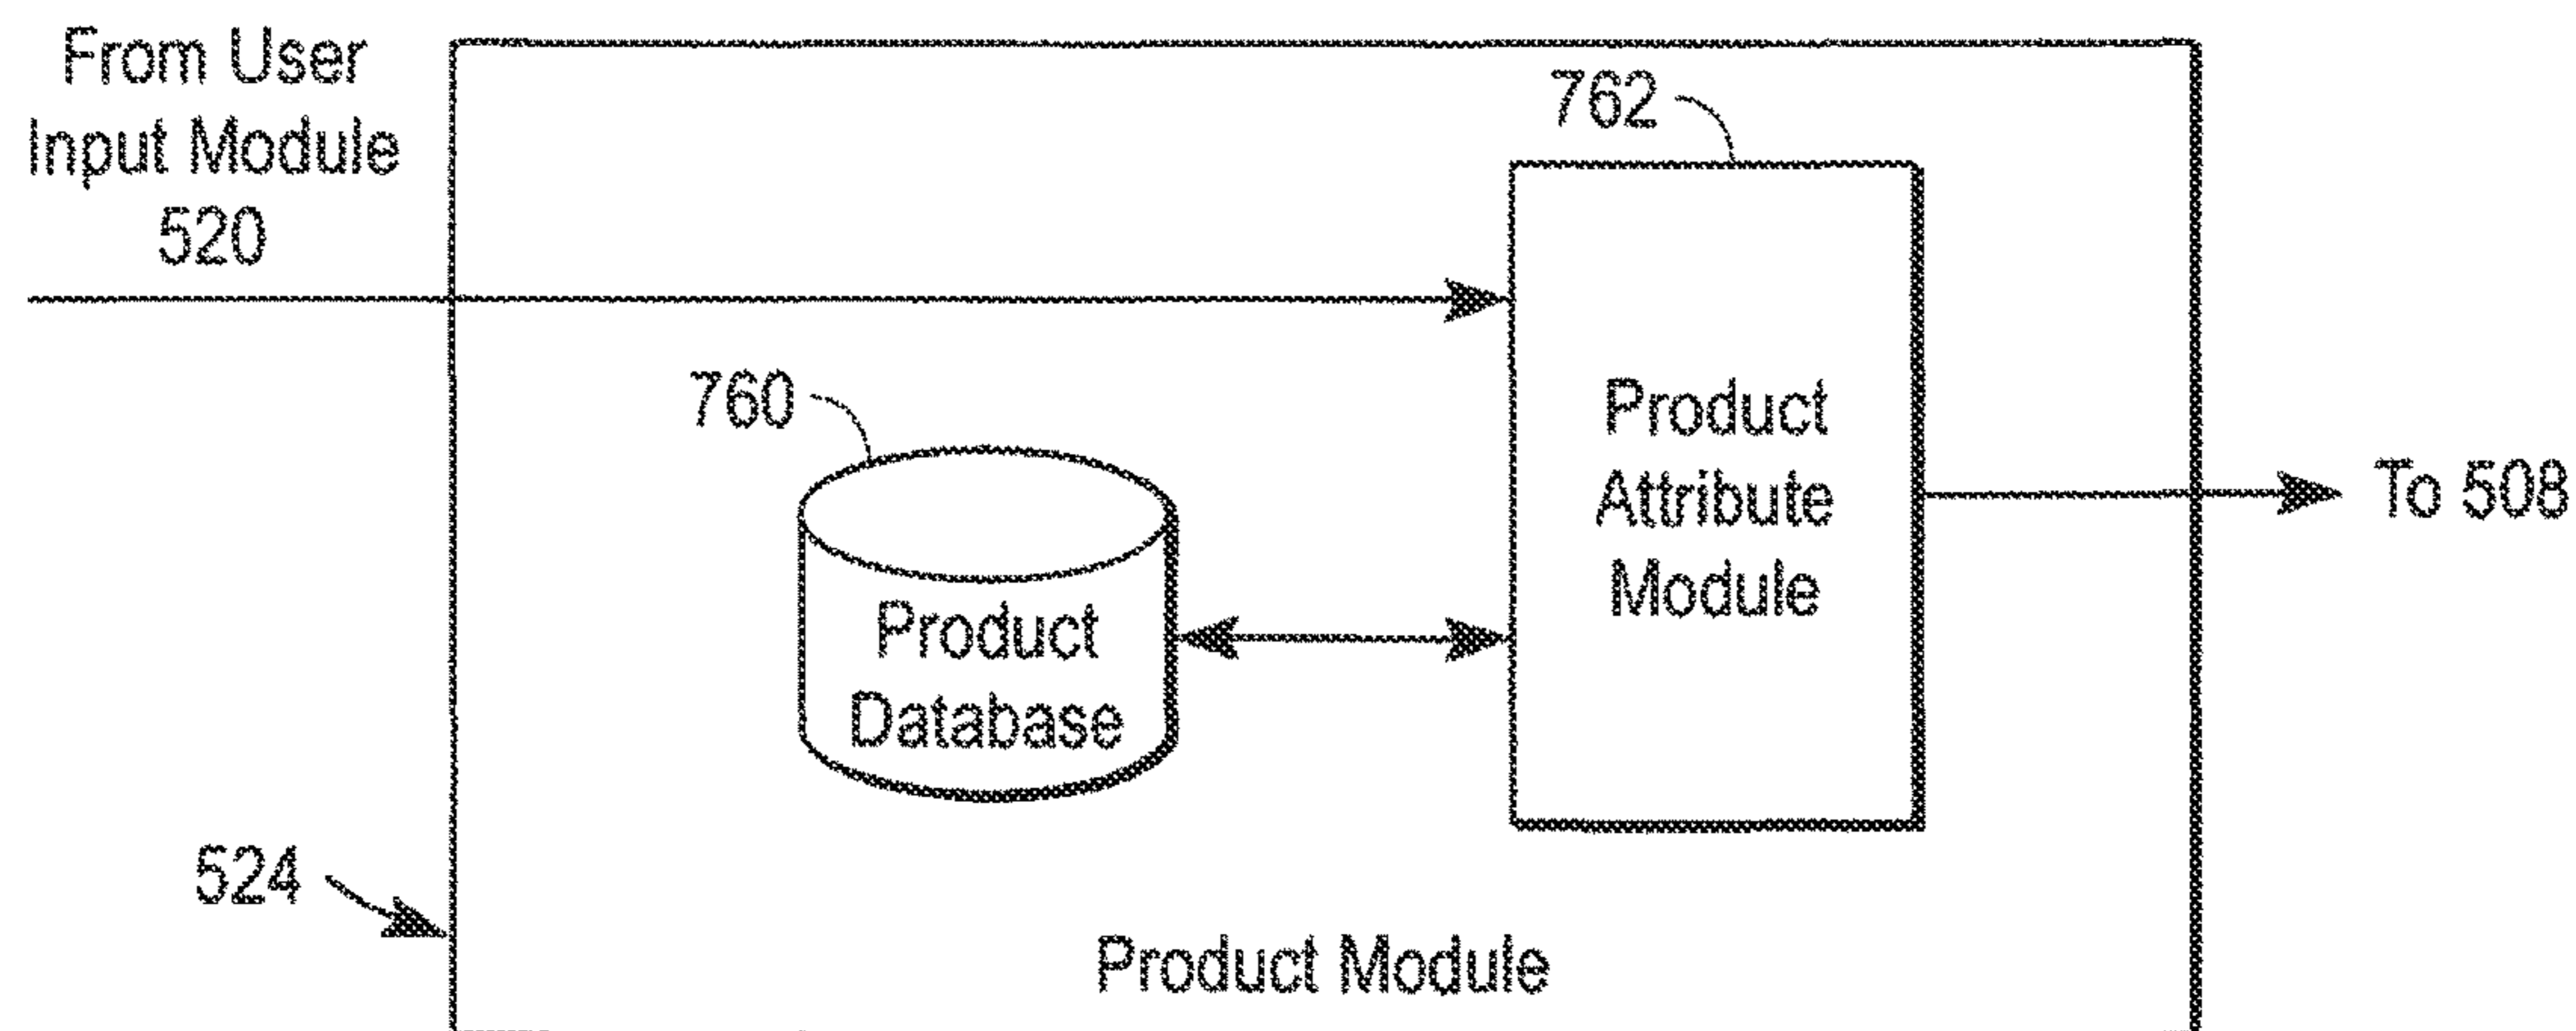 From User
Input Module
520
762
760
Product
Attribute
Module
To 508
Product
Database
524
Product Module